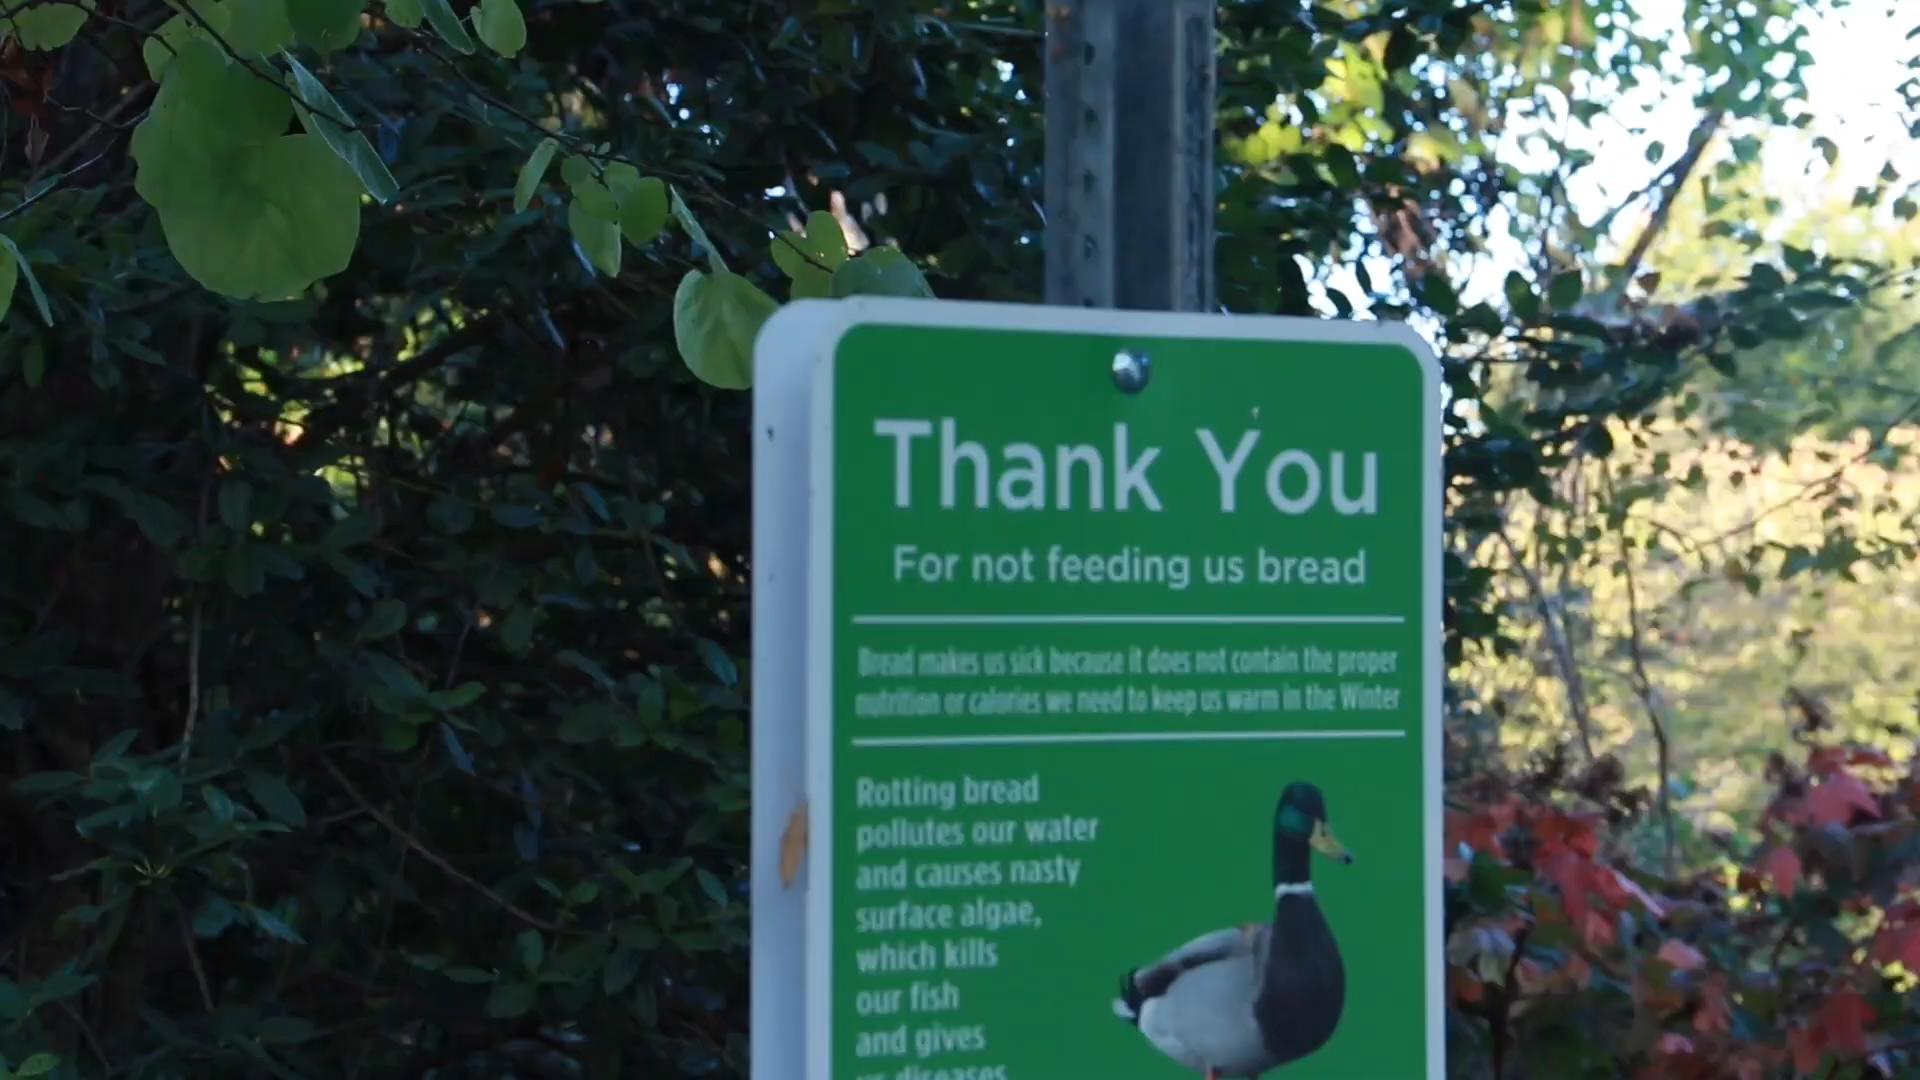 Thank You
For not feeding us bread
Bread makes us sick because it does not contain the proper
nutrition or calories we need to keep us warm in the Winter
Rotting bread
pollutes our water
and causes nasty
surface algae,
which kills
our fish
and gives
us diseases